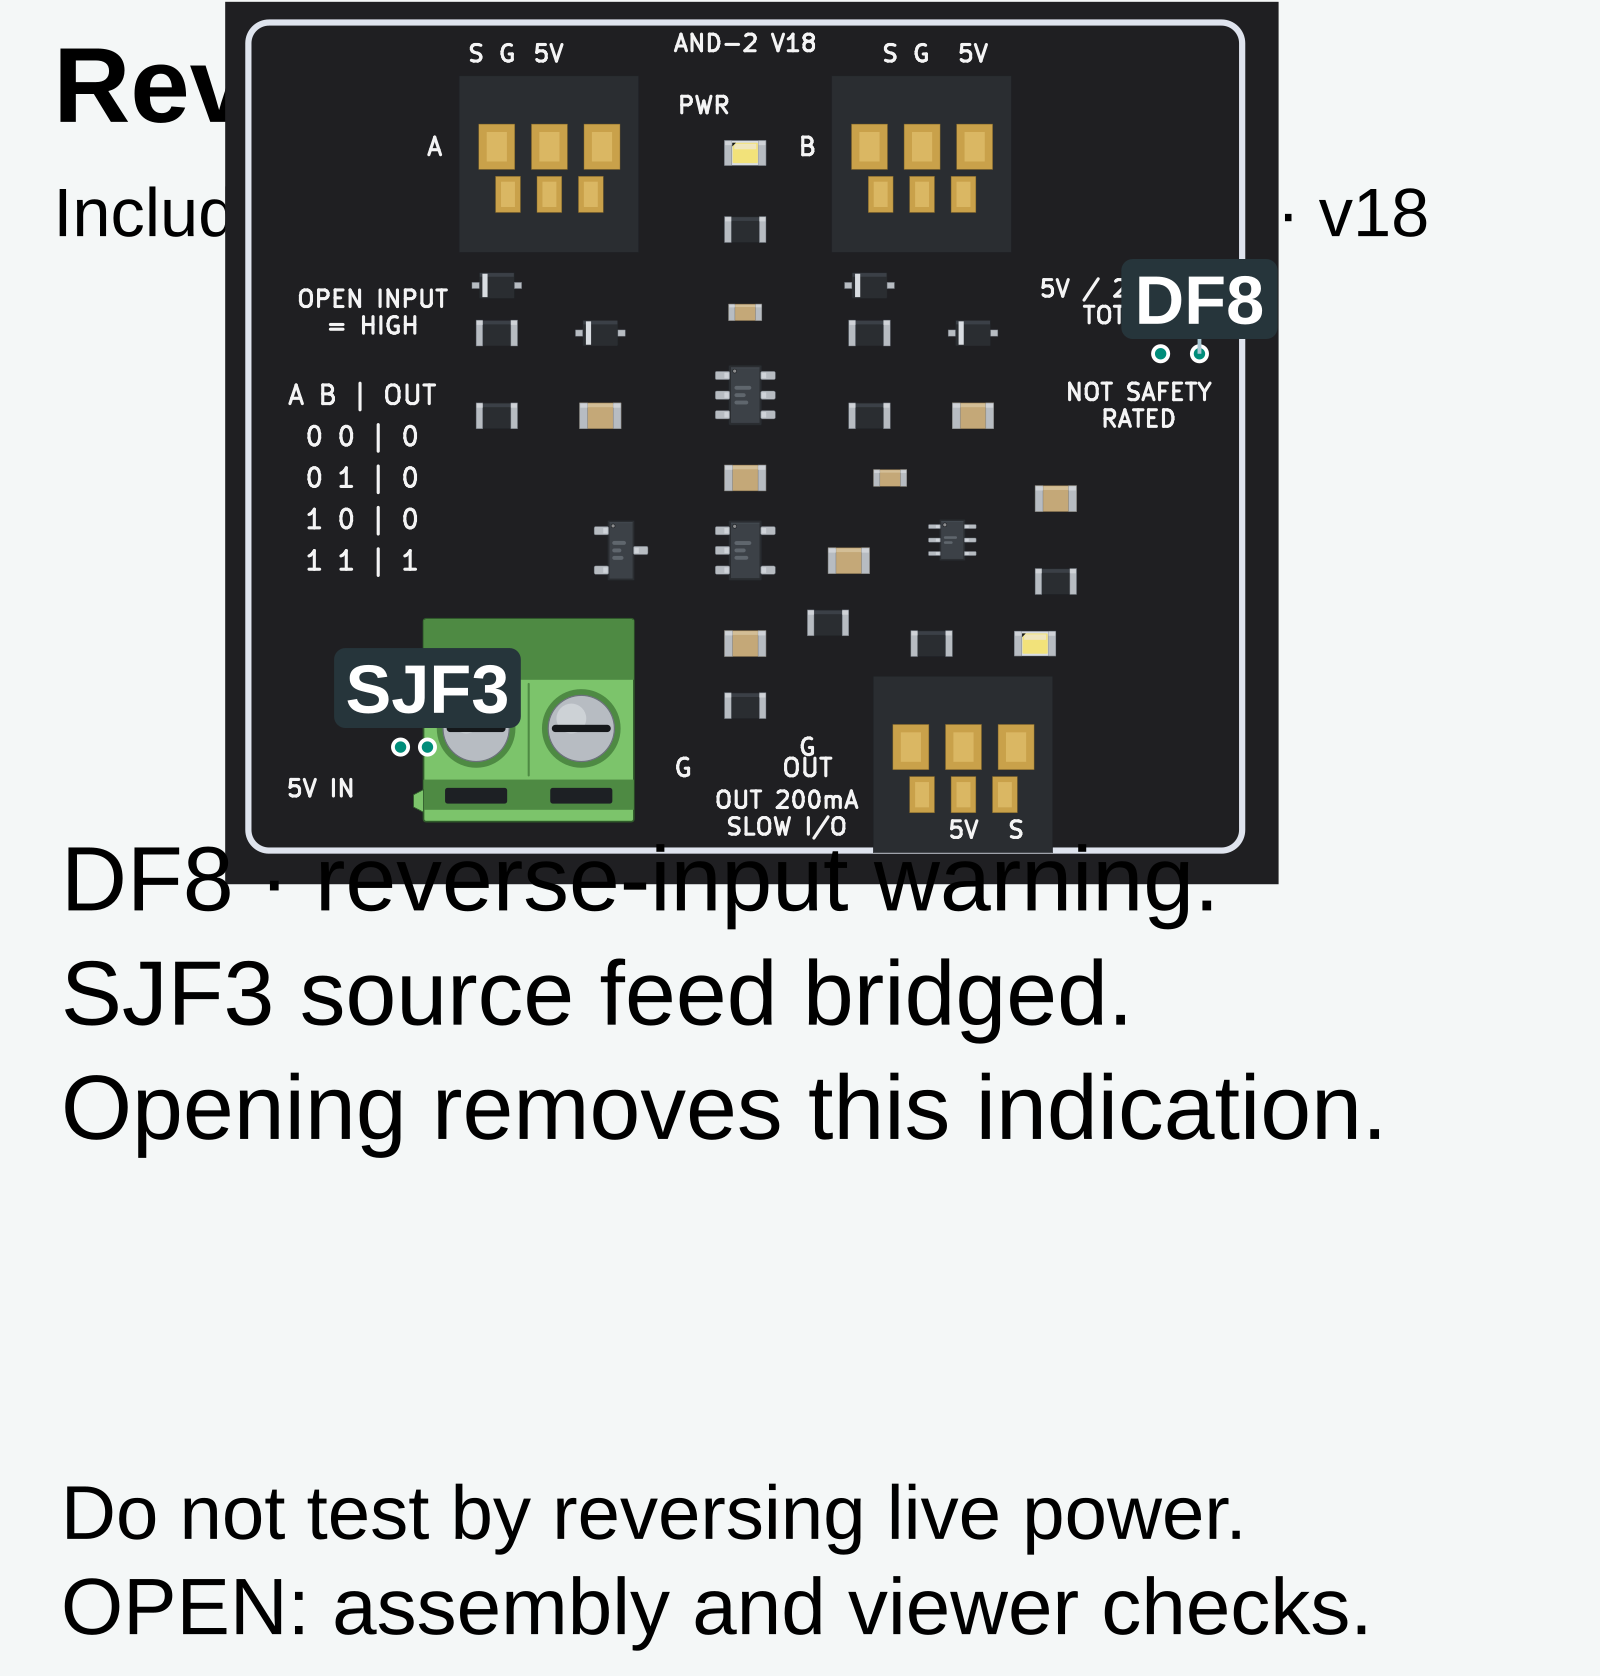 AND-2 V18
S G 5V
S G 5V
PWR
A
B
· v18
OPEN INPUT
= HIGH
5V /
DF8
NOT SAFETY
RATED
A B | OUT
0 0 | 0
0 1 | 0
1 0 | 0
1 1 | 1
SJF3
5V IN
G
G
OUT
OUT 200mA
SLOW I/O
5V S
DF8 · reverse-input warning.
SJF3 source feed bridged.
Opening removes this indication.
Do not test by reversing live power.
OPEN: assembly and viewer checks.